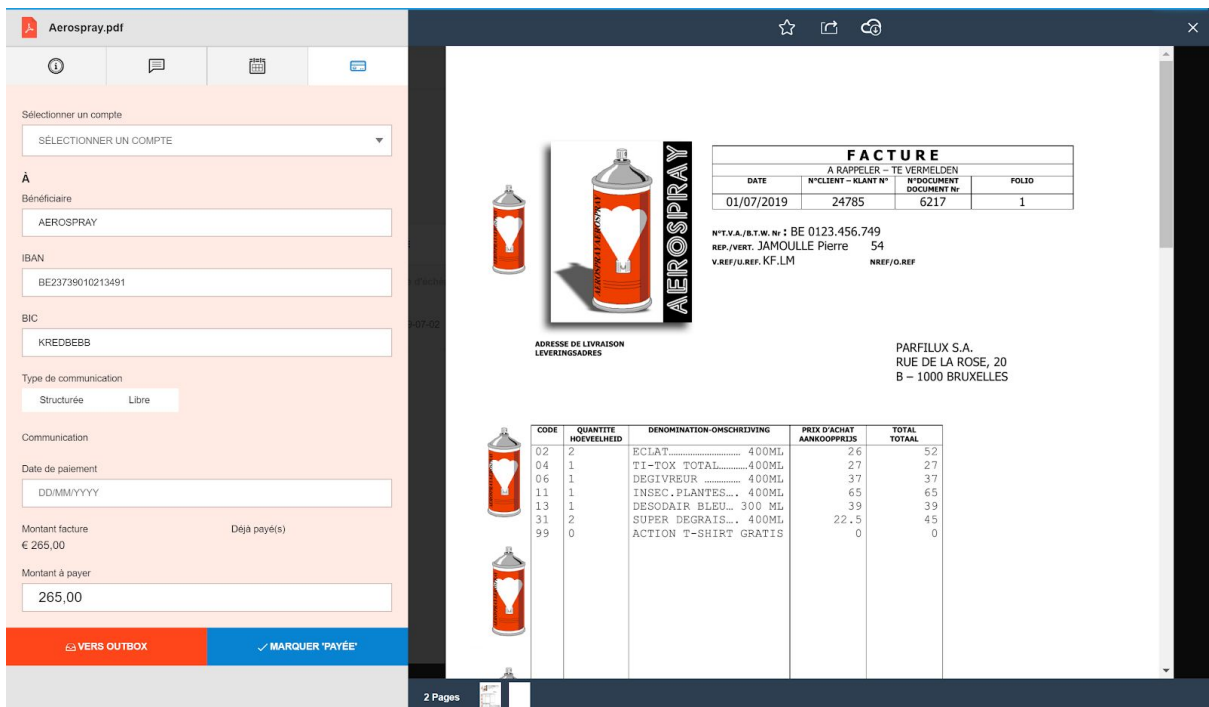 Aerospray.pdf
Sélectionner un compte
SÉLECTIONNER UN COMPTE
À
Bénéficiaire
AEROSPRAY
IBAN
BE23739010213491
BIC
KREDBEBB
Type de communication
Structurée Libre
Communication
Date de paiement
DD/MM/YYYY
Montant facture Déjà payé(s)
€ 265,00
Montant à payer
265,00
VERS OUTBOX MARQUER 'PAYÉE'
9-07-02
AEROSPRAY
AEROSPRAY AEROSPRAY
FACTURE
A RAPPELER – TE VERMELDEN
DATE N°CLIENT – KLANT N° N°DOCUMENT FOLIO
DOCUMENT Nr
01/07/2019 24785 6217 1
N°T.V.A./B.T.W. Nr : BE 0123.456.749
REP./VERT. JAMOULLE Pierre 54
V.REF/U.REF. KF.LM NREF/O.REF
ADRESSE DE LIVRAISON
LEVERINGSADRES
PARFILUX S.A.
RUE DE LA ROSE, 20
B – 1000 BRUXELLES
CODE QUANTITE DENOMINATION-OMSCHRIJVING PRIX D'ACHAT TOTAL
HOEVEELHEID AANKOOPPRIJS TOTAAL
02 2 ECLAT………………………… 400ML 26 52
04 1 TI-TOX TOTAL…………400ML 27 27
06 1 DEGIVREUR …………… 400ML 37 37
11 1 INSEC.PLANTES…. 400ML 65 65
13 1 DESODAIR BLEU… 300 ML 39 39
31 2 SUPER DEGRAIS…. 400ML 22.5 45
99 0 ACTION T-SHIRT GRATIS 0 0
2 Pages